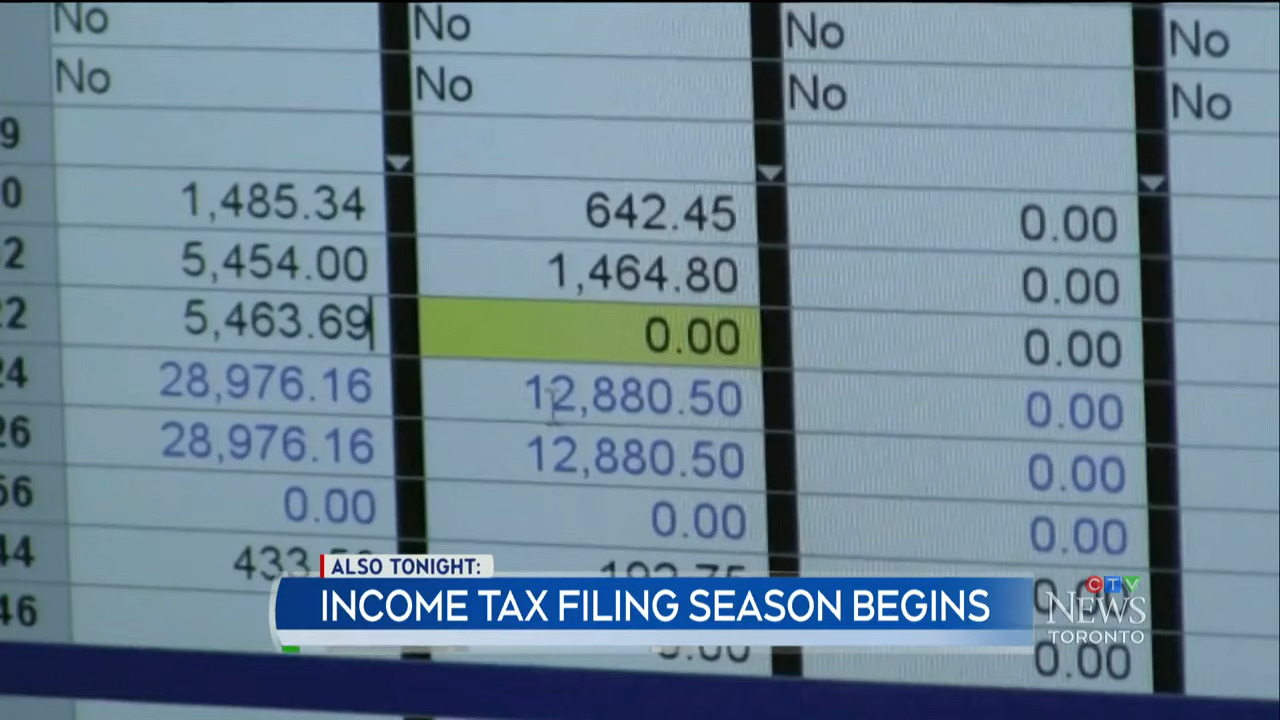 No No No No
No No No No
9
0 1,485.34 642.45 0.00
2 5,454.00 1,464.80 0.00
22 5,463.69 0.00 0.00
24 28,976.16 12,880.50 0.00
26 28,976.16 12,880.50 0.00
56 0.00 0.00 0.00
44
46
0.00
ALSO TONIGHT:
INCOME TAX FILING SEASON BEGINS
CTV
NEWS
TORONTO